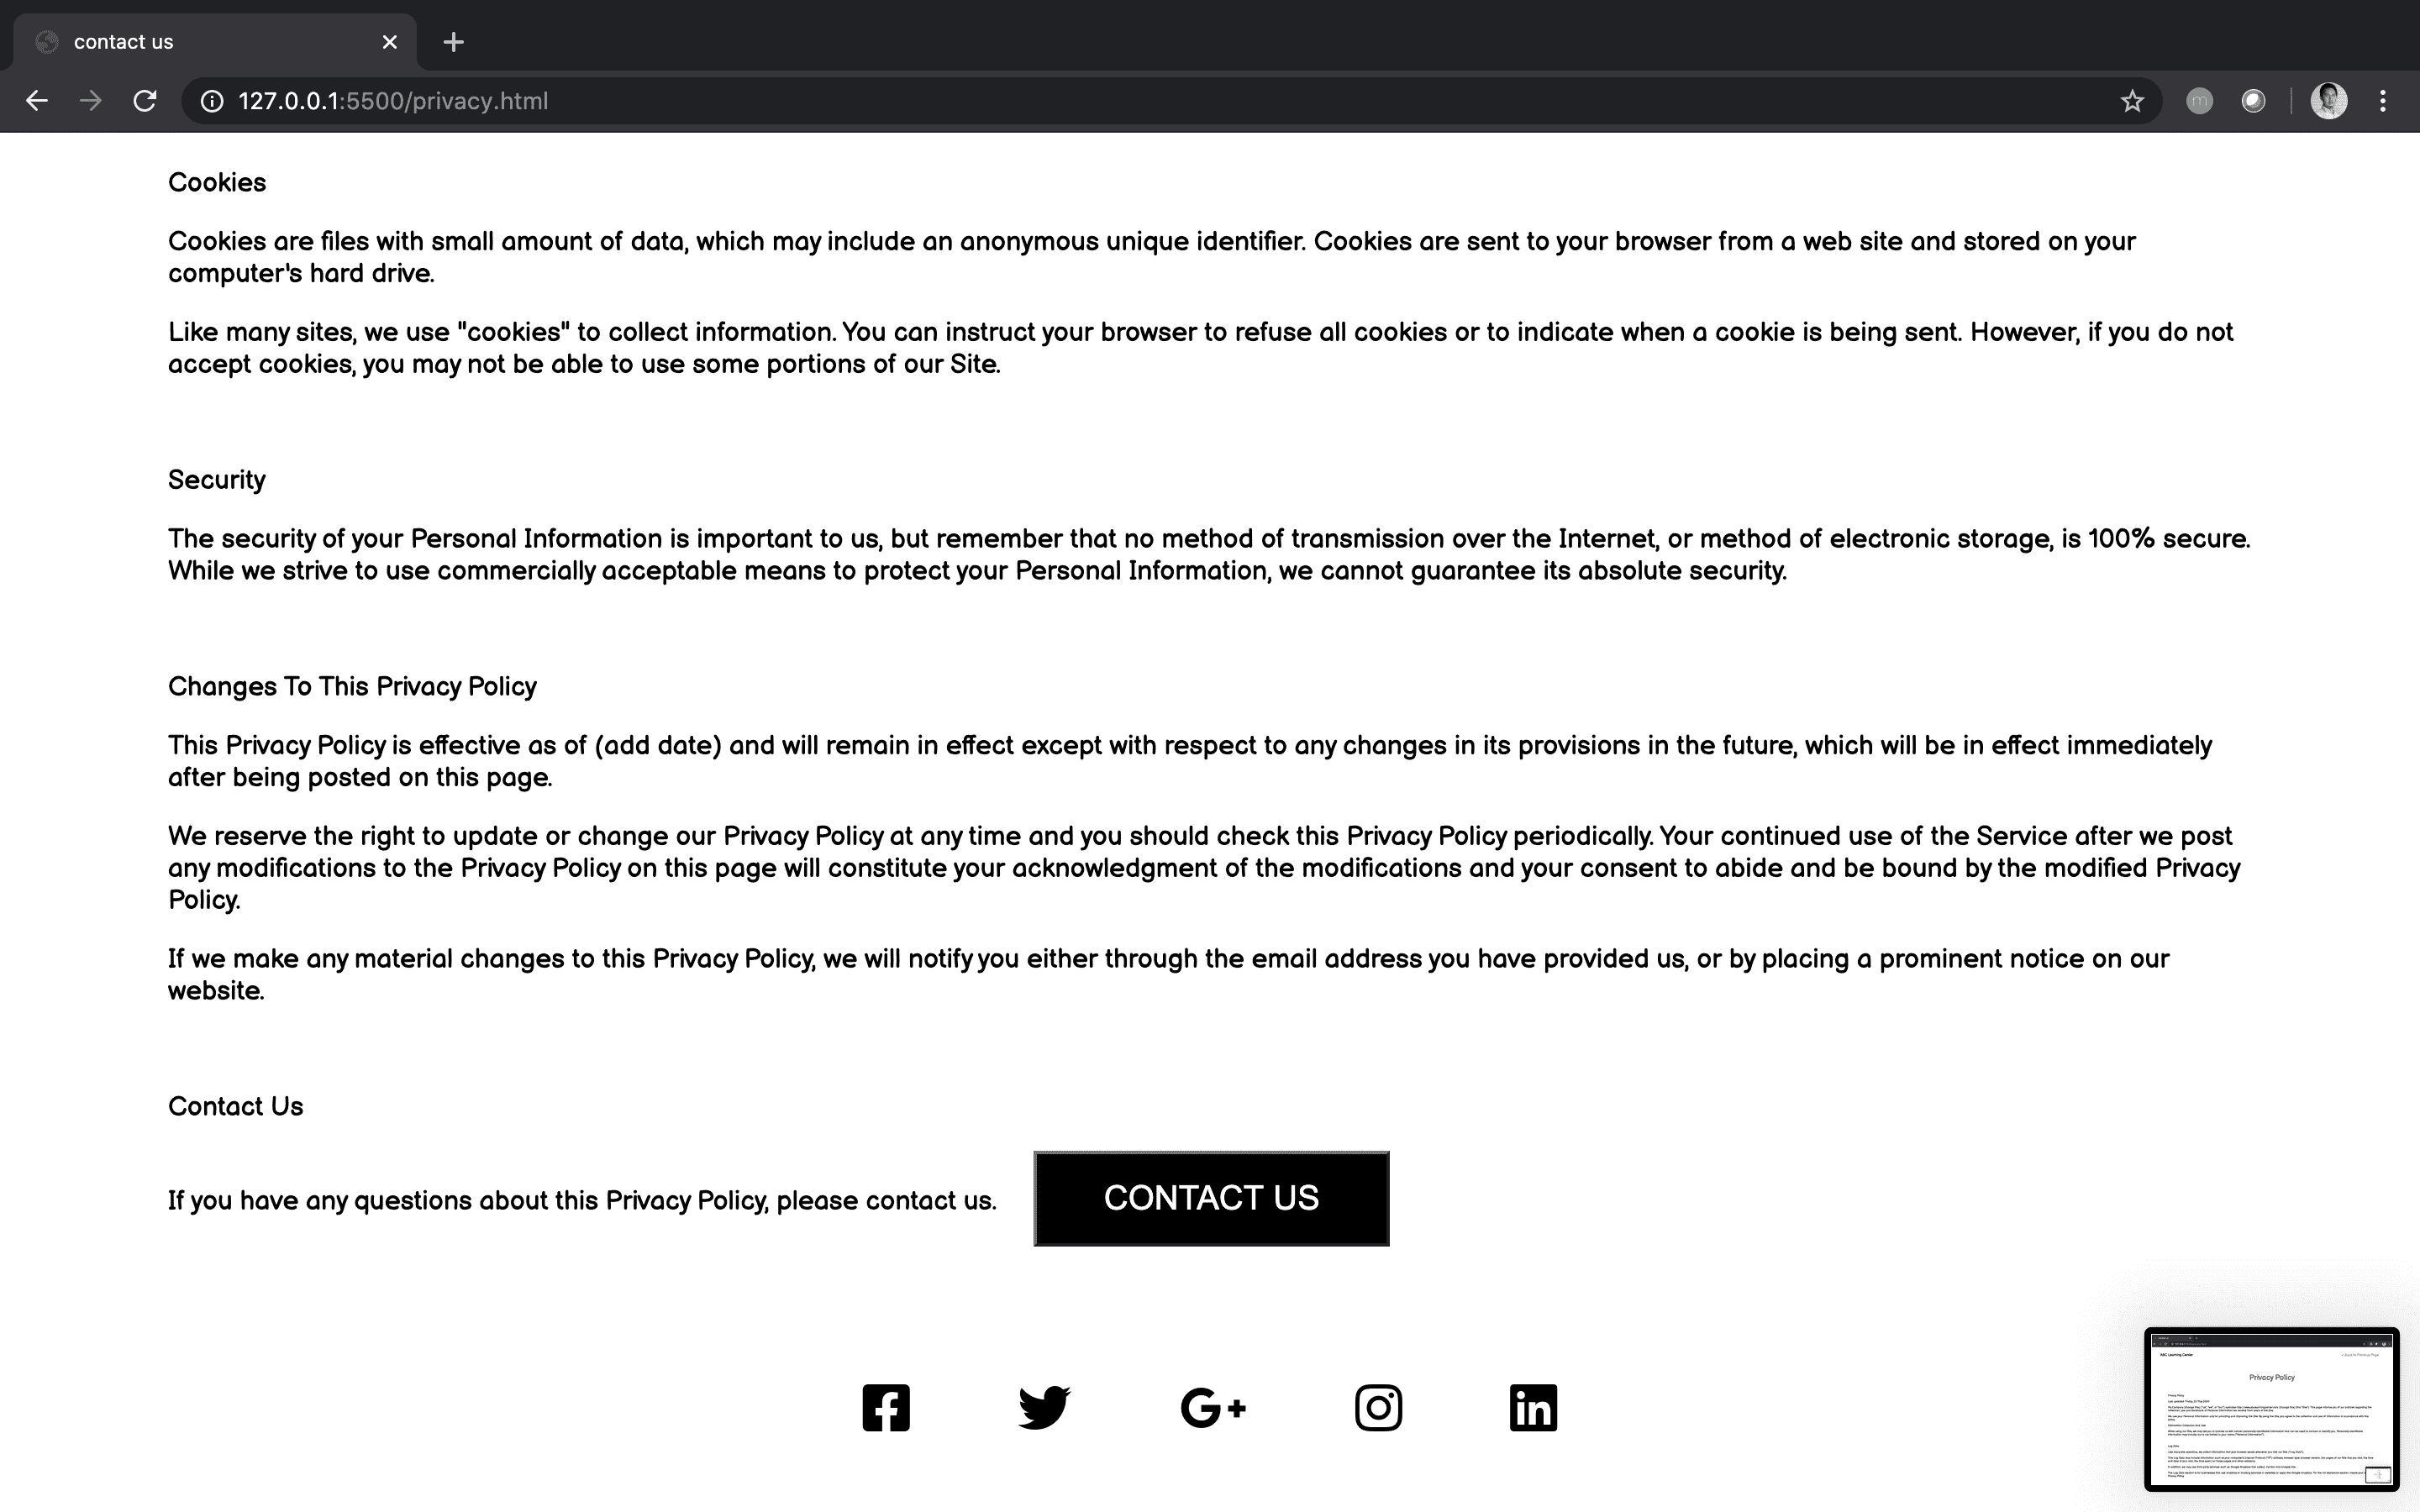 contact us
127.0.0.1:5500/privacy.html
Cookies
Cookies are files with small amount of data, which may include an anonymous unique identifier. Cookies are sent to your browser from a web site and stored on your
computer's hard drive.
Like many sites, we use "cookies" to collect information. You can instruct your browser to refuse all cookies or to indicate when a cookie is being sent. However, if you do not
accept cookies, you may not be able to use some portions of our Site.
Security
The security of your Personal Information is important to us, but remember that no method of transmission over the Internet, or method of electronic storage, is 100% secure.
While we strive to use commercially acceptable means to protect your Personal Information, we cannot guarantee its absolute security.
Changes To This Privacy Policy
This Privacy Policy is effective as of (add date) and will remain in effect except with respect to any changes in its provisions in the future, which will be in effect immediately
after being posted on this page.
We reserve the right to update or change our Privacy Policy at any time and you should check this Privacy Policy periodically. Your continued use of the Service after we post
any modifications to the Privacy Policy on this page will constitute your acknowledgment of the modifications and your consent to abide and be bound by the modified Privacy
Policy.
If we make any material changes to this Privacy Policy, we will notify you either through the email address you have provided us, or by placing a prominent notice on our
website.
Contact Us
If you have any questions about this Privacy Policy, please contact us.
CONTACT US
ABC Learning Center
Privacy Policy